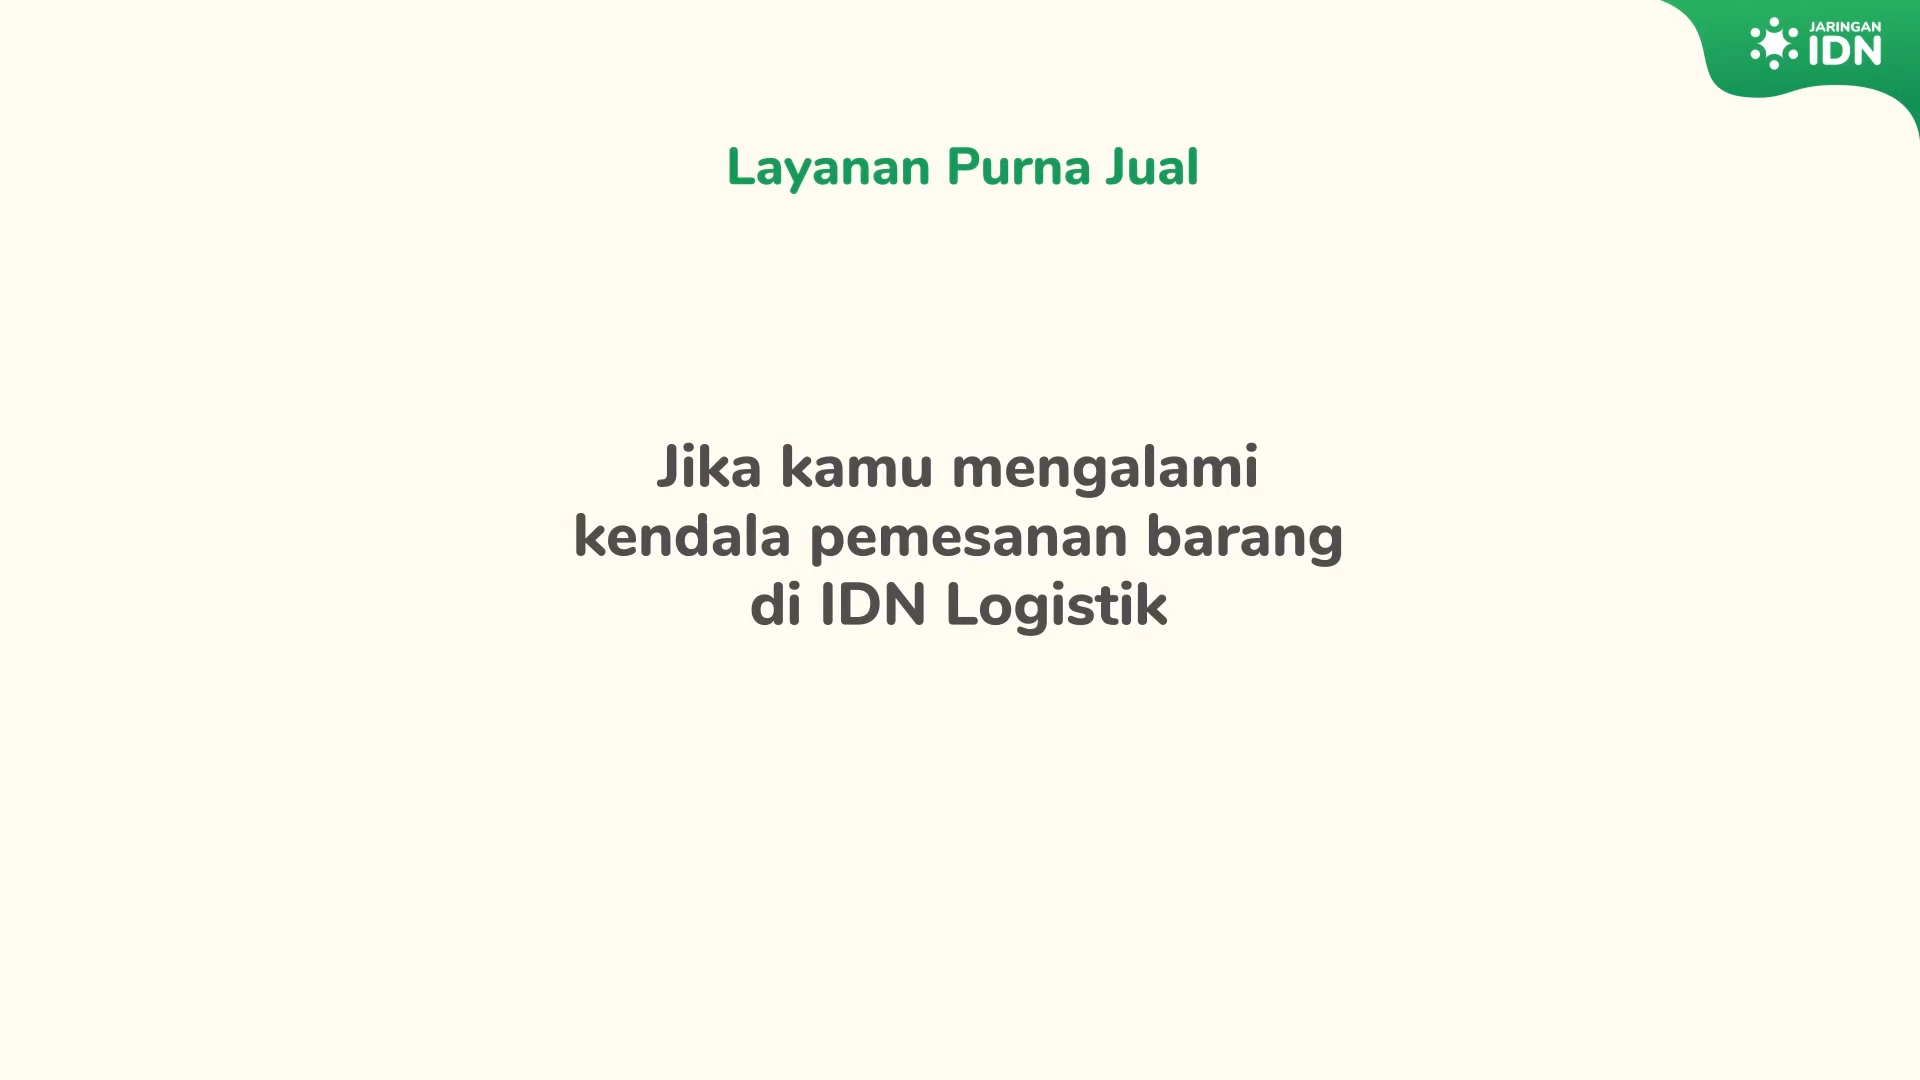 JARINGAN
IDN
Layanan Purna Jual
Jika kamu mengalami
kendala pemesanan barang
di IDN Logistik